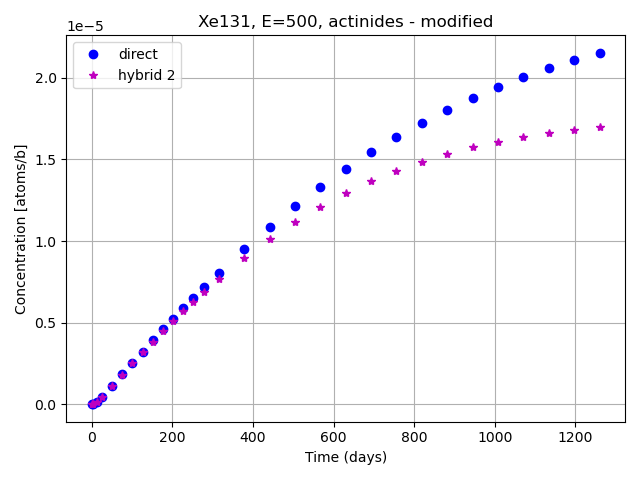 Xe131, E=500, actinides - modified
1e−5
direct
hybrid 2
Concentration [atoms/b]
2.0
1.5
1.0
0.5
0.0
0 200 400 600 800 1000 1200
Time (days)